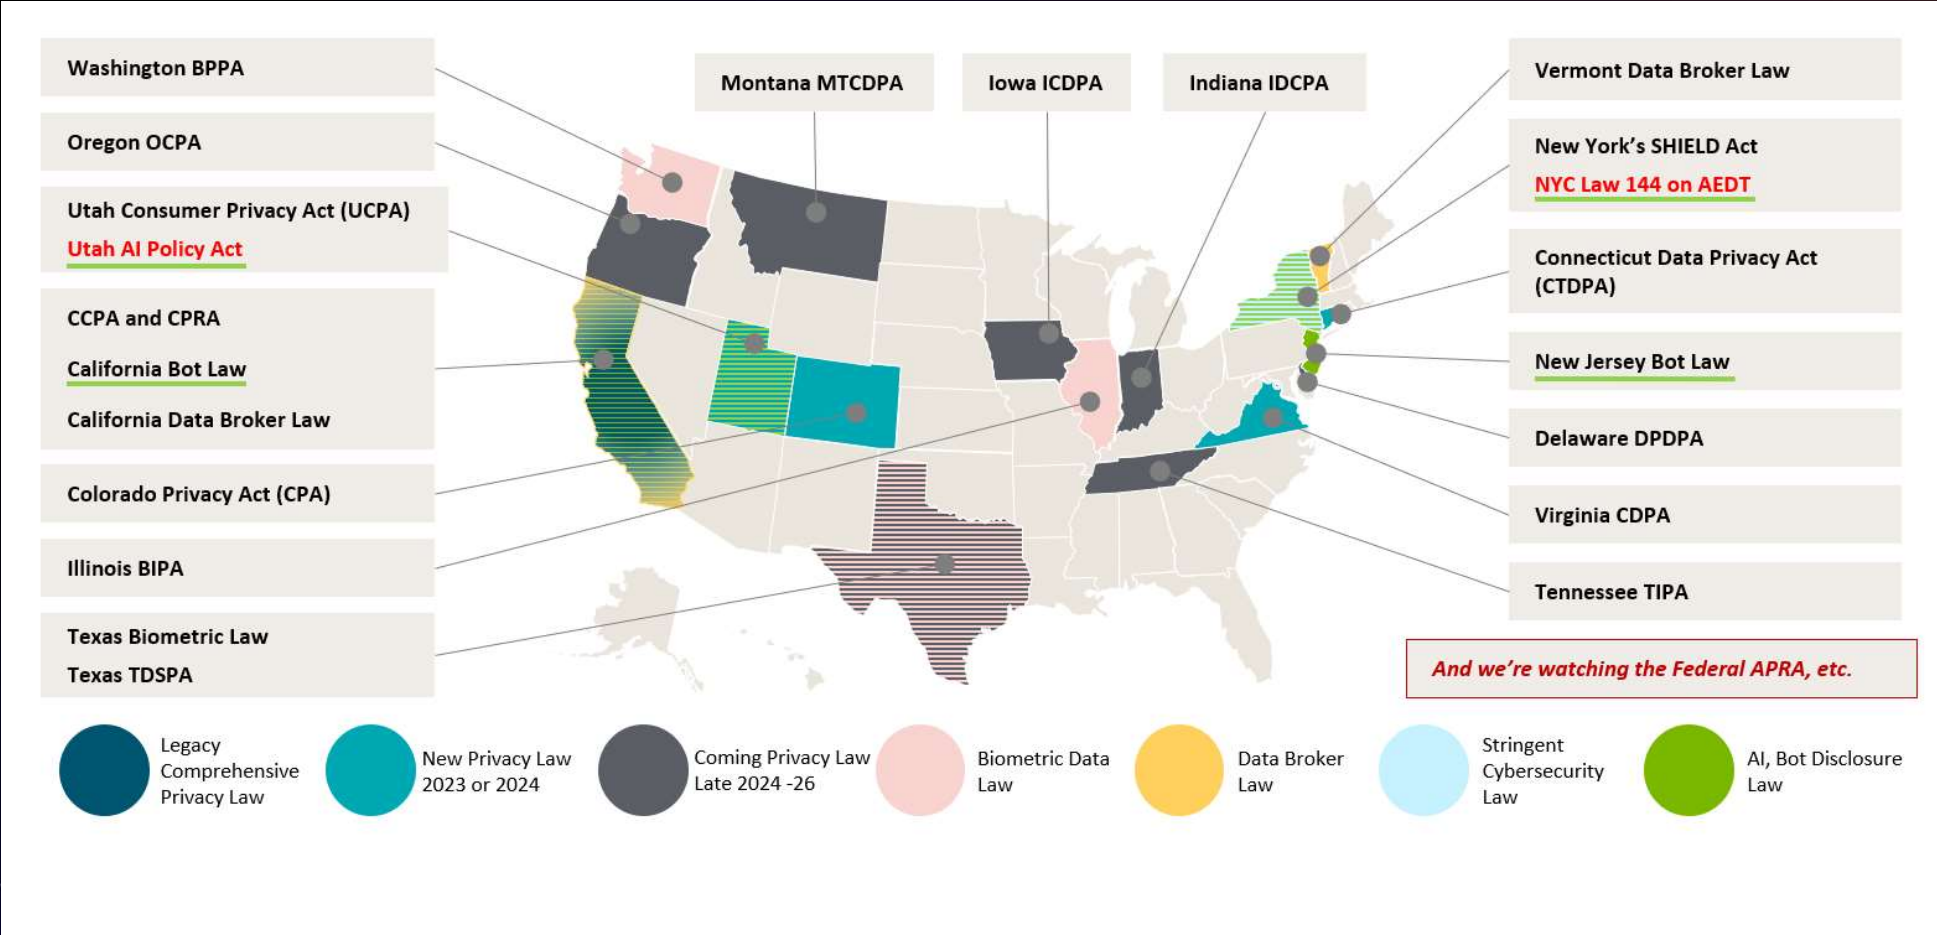 Washington BPPA
Oregon OCPA
Utah Consumer Privacy Act (UCPA)
Utah AI Policy Act
CCPA and CPRA
California Bot Law
California Data Broker Law
Colorado Privacy Act (CPA)
Illinois BIPA
Texas Biometric Law
Texas TDSPA
Montana MTCDPA
Iowa ICDPA
Indiana IDCPA
Vermont Data Broker Law
New York’s SHIELD Act
NYC Law 144 on AEDT
Connecticut Data Privacy Act
(CTDPA)
New Jersey Bot Law
Delaware DPDPA
Virginia CDPA
Tennessee TIPA
And we’re watching the Federal APRA, etc.
Legacy
Comprehensive
Privacy Law
New Privacy Law
2023 or 2024
Coming Privacy Law
Late 2024 -26
Biometric Data
Law
Data Broker
Law
Stringent
Cybersecurity
Law
AI, Bot Disclosure
Law